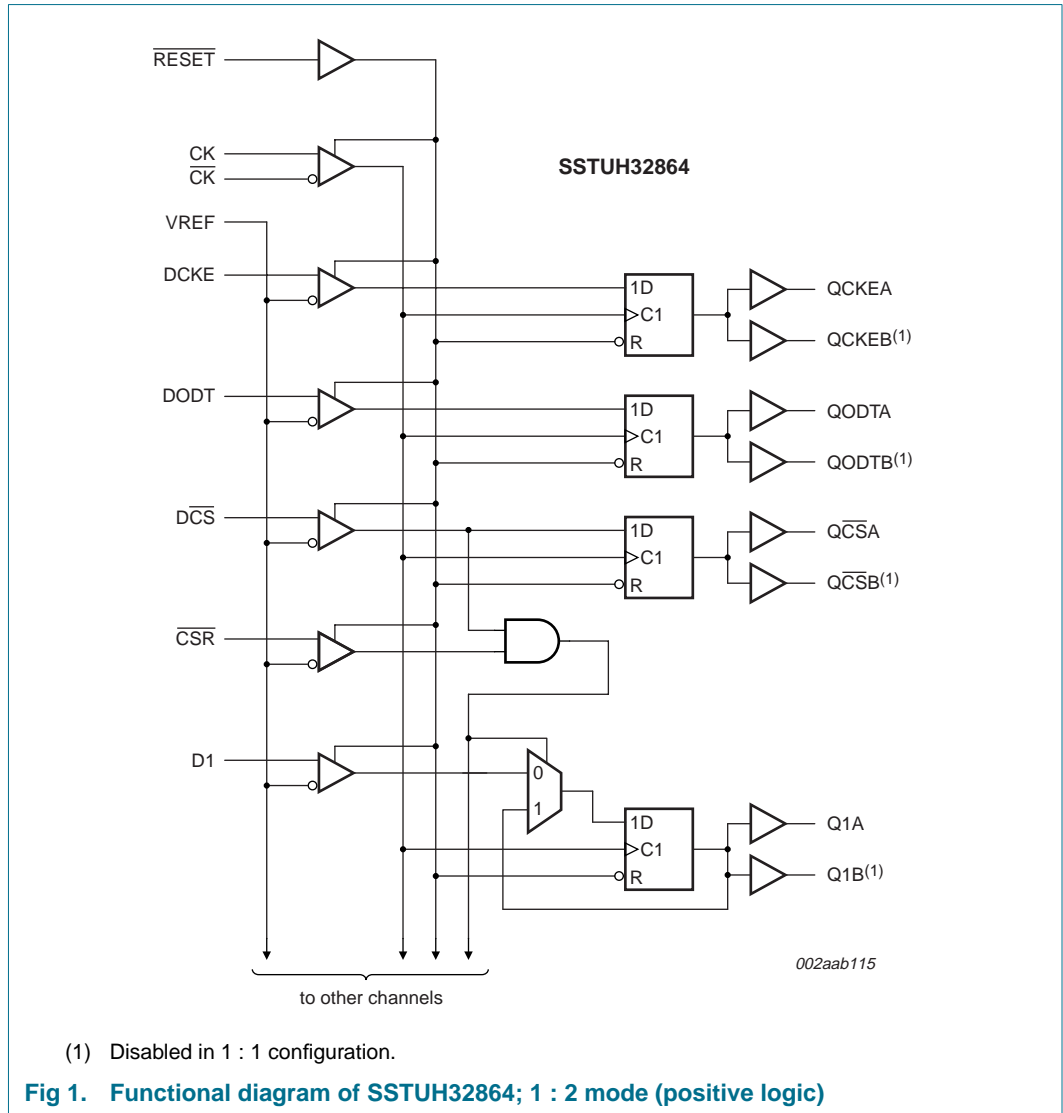 RESET
CK
CK
SSTUH32864
VREF
DCKE
1D
C1
R
QCKEA
QCKEB(1)
DODT
1D
C1
R
QODTA
QODTB(1)
DCS
1D
C1
R
QCSA
QCSB(1)
CSR
D1
0
1
1D
C1
R
Q1A
Q1B(1)
002aab115
to other channels
(1) Disabled in 1 : 1 configuration.
Fig 1. Functional diagram of SSTUH32864; 1 : 2 mode (positive logic)